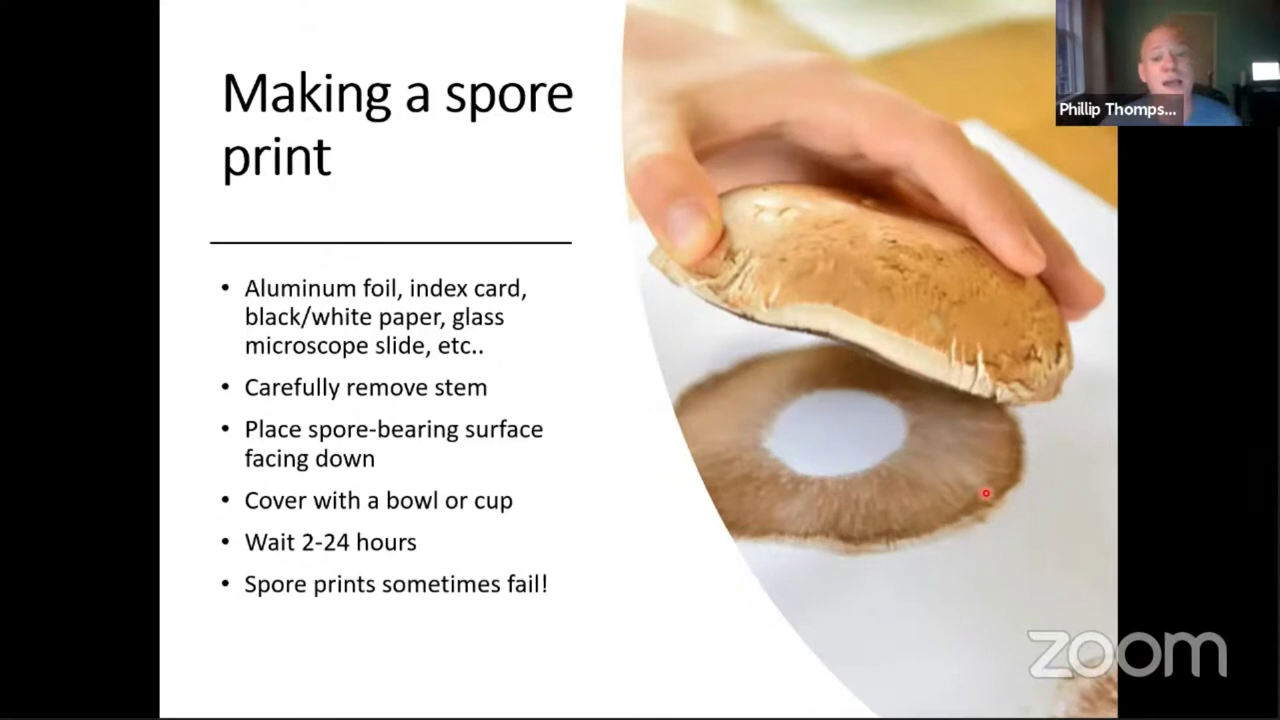 Making a spore
print
Phillip Thomps...
• Aluminum foil, index card,
black/white paper, glass
microscope slide, etc..
• Carefully remove stem
• Place spore-bearing surface
facing down
• Cover with a bowl or cup
• Wait 2-24 hours
• Spore prints sometimes fail!
zoom